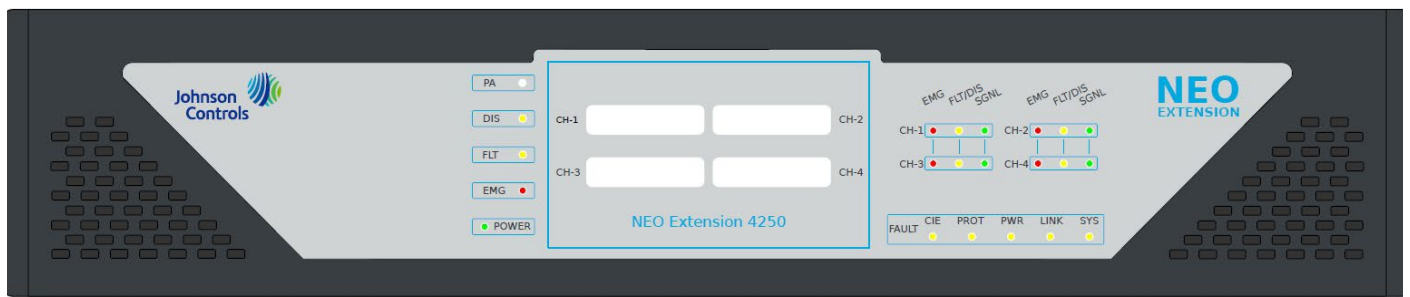 Johnson
Controls
PA
DIS
FLT
EMG
POWER
CH-1
CH-2
CH-3
CH-4
NEO Extension 4250
EMG FLT/DIS SGNL EMG FLT/DIS SGNL
CH-1 CH-2
CH-3 CH-4
FAULT CIE PROT PWR LINK SYS
NEO
EXTENSION